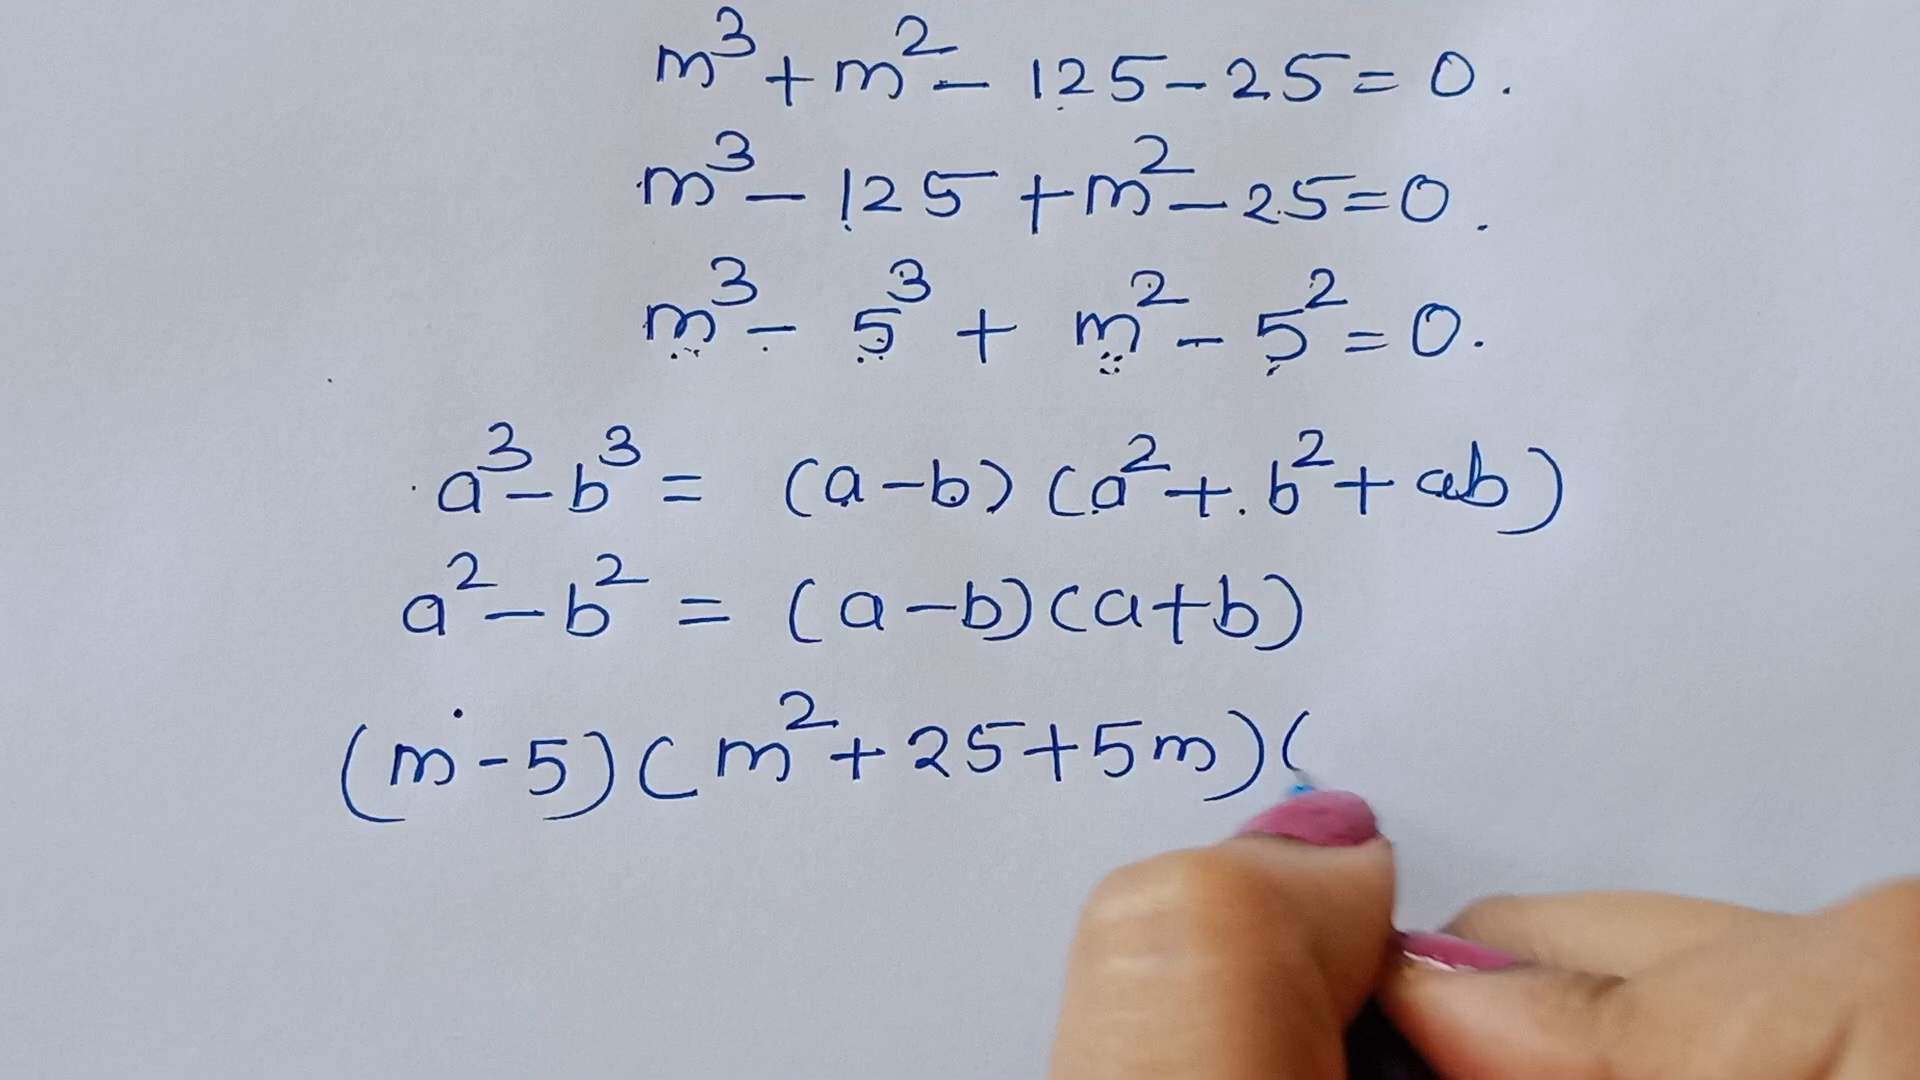 m³ + m² - 125 - 25 = 0.
m³ - 125 + m² - 25 = 0.
m³ - 5³ + m² - 5² = 0.
a³ - b³ = (a - b) (a² + b² + ab)
a² - b² = (a - b) (a + b)
(m - 5) (m² + 25 + 5m) (